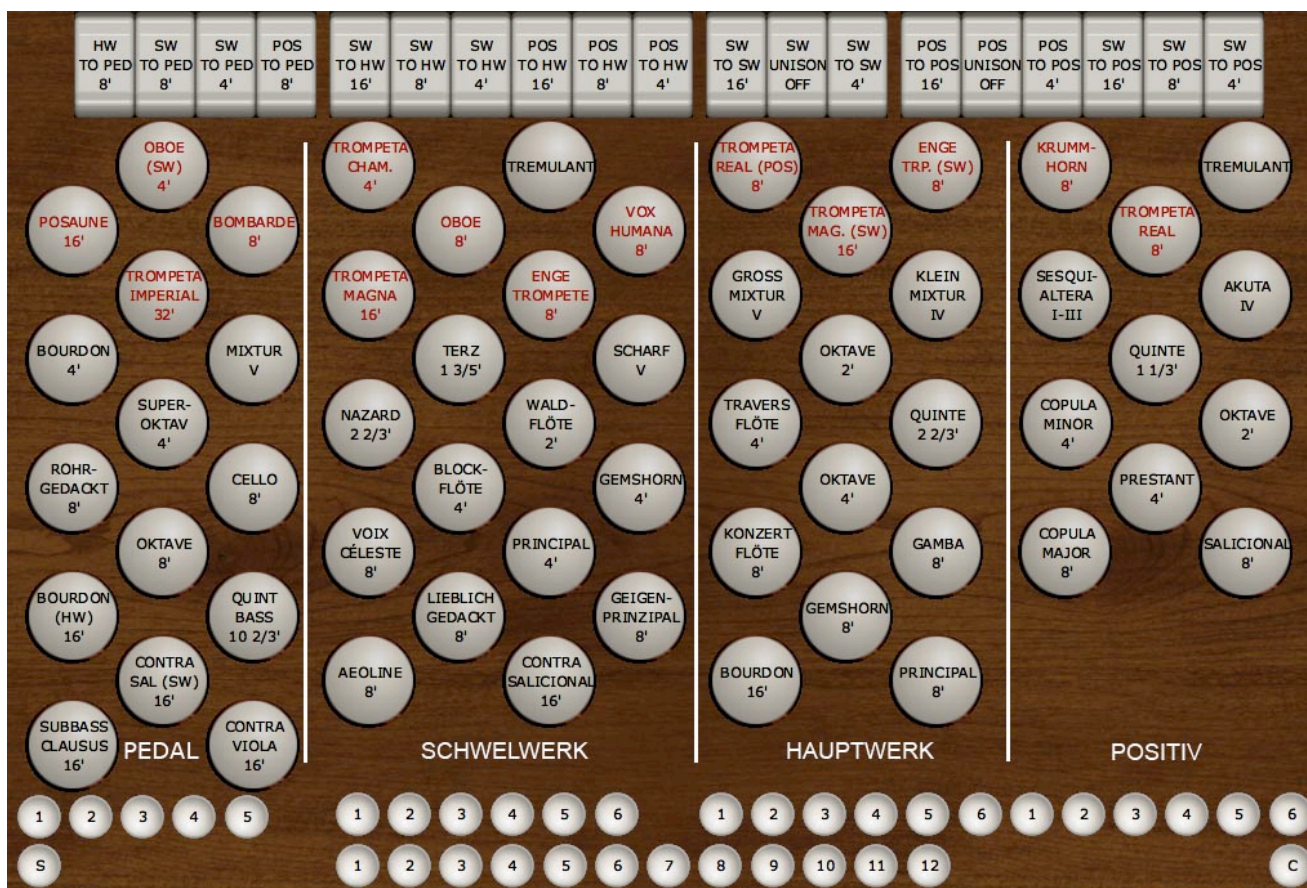 HW TO PED 8'
SW TO PED 8'
SW TO PED 4'
POS TO PED 8'
SW TO HW 16'
SW TO HW 8'
SW TO HW 4'
POS TO HW 16'
POS TO HW 8'
POS TO HW 4'
SW TO SW 16'
SW UNISON OFF
SW TO SW 4'
POS TO POS 16'
POS UNISON OFF
POS TO POS 4'
SW TO POS 16'
SW TO POS 8'
SW TO POS 4'
OBOE (SW) 4'
POSAUNE 16'
BOMBARDE 8'
TROMPETA IMPERIAL 32'
BOURDON 4'
MIXTUR V
SUPER-OKTAV 4'
ROHR-GEDACKT 8'
CELLO 8'
OKTAVE 8'
BOURDON (HW) 16'
QUINT BASS 10 2/3'
CONTRA SAL (SW) 16'
SUBBASS CLAUSUS 16'
CONTRA VIOLA 16'
PEDAL
TROMPETA CHAM. 4'
TREMULANT
OBOE 8'
VOX HUMANA 8'
TROMPETA MAGNA 16'
ENGE TROMPETE 8'
TERZ 1 3/5'
SCHARF V
NAZARD 2 2/3'
WALD-FLÖTE 2'
BLOCK-FLÖTE 4'
GEMSHORN 4'
VOIX CÉLESTE 8'
PRINCIPAL 4'
LIEBLICH GEDACKT 8'
GEIGEN-PRINZIPAL 8'
AEOLINE 8'
CONTRA SALICIONAL 16'
SCHWELWERK
TROMPETA REAL (POS) 8'
ENGE TRP. (SW) 8'
TROMPETA MAG. (SW) 16'
GROSS MIXTUR V
KLEIN MIXTUR IV
OKTAVE 2'
TRAVERS FLÖTE 4'
QUINTE 2 2/3'
OKTAVE 4'
KONZERT FLÖTE 8'
GAMBA 8'
GEMSHORN 8'
BOURDON 16'
PRINCIPAL 8'
HAUPTWERK
KRUMM-HORN 8'
TREMULANT
TROMPETA REAL 8'
SESQUI-ALTERA I-III
AKUTA IV
QUINTE 1 1/3'
COPULA MINOR 4'
OKTAVE 2'
PRESTANT 4'
COPULA MAJOR 8'
SALICIONAL 8'
POSITIV
1 2 3 4 5 1 2 3 4 5 6 1 2 3 4 5 6 1 2 3 4 5 6
S 1 2 3 4 5 6 7 8 9 10 11 12 C